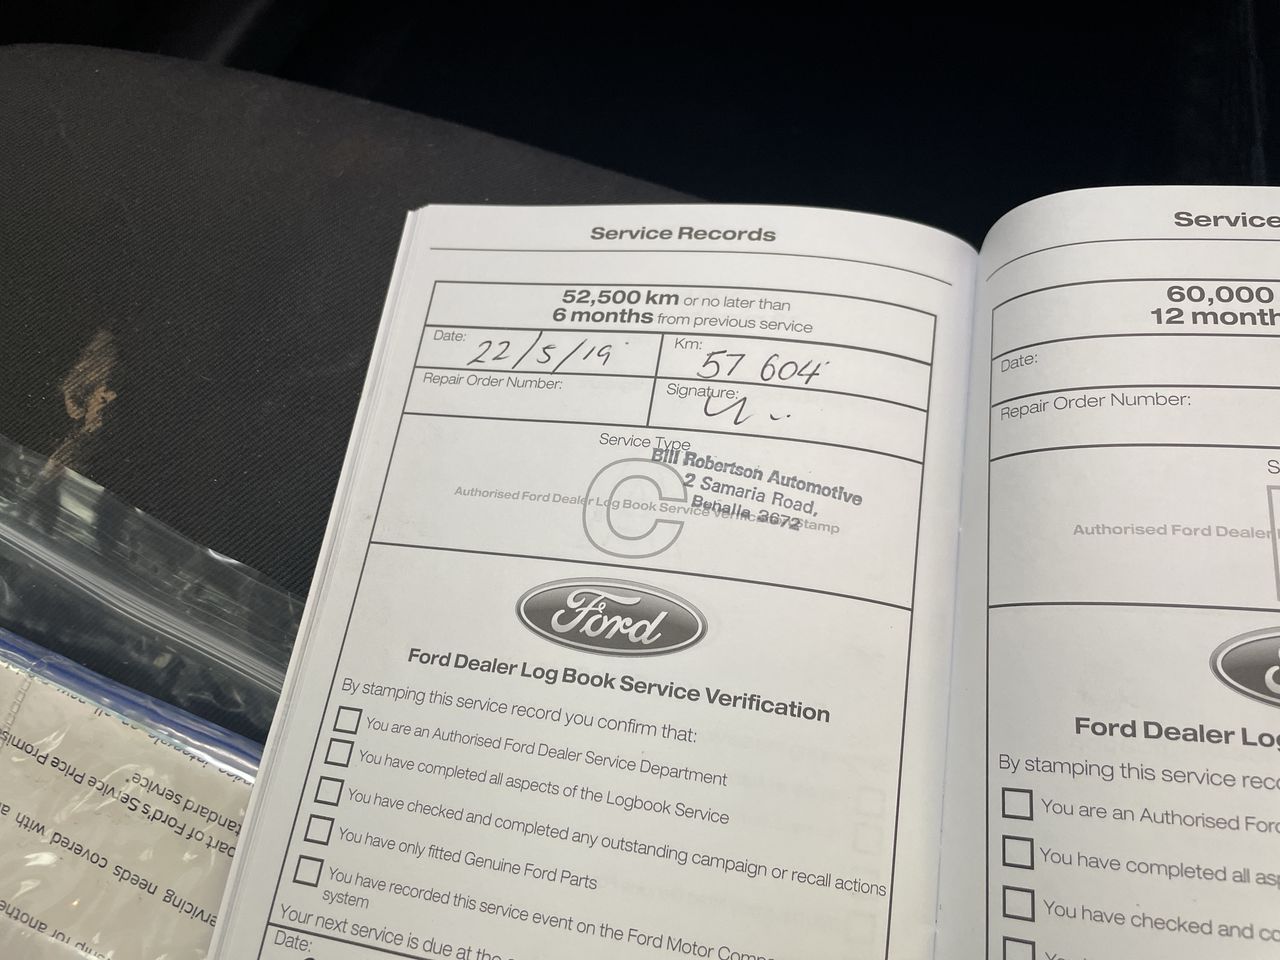 Service Records
52,500 km or no later than
6 months from previous service
Date: 22/5/19
Km: 57 604
Repair Order Number:
Signature:
Service Type
C
Authorised Ford Dealer Log Book Service Verification Stamp
Bill Robertson Automotive
2 Samaria Road,
Benalla 3672
Ford
Ford Dealer Log Book Service Verification
By stamping this service record you confirm that:
You are an Authorised Ford Dealer Service Department
You have completed all aspects of the Logbook Service
You have checked and completed any outstanding campaign or recall actions
You have only fitted Genuine Ford Parts
You have recorded this service event on the Ford Motor
system
Your next service is due at the
Date:
Service
60,000
12
Date:
Repair Order Number:
Authorised Ford Dealer
Ford Dealer
By stamping this service
You are an Authorised
You have completed all
You have checked and
part of Ford's Service Price
standard service*
needs covered with
for